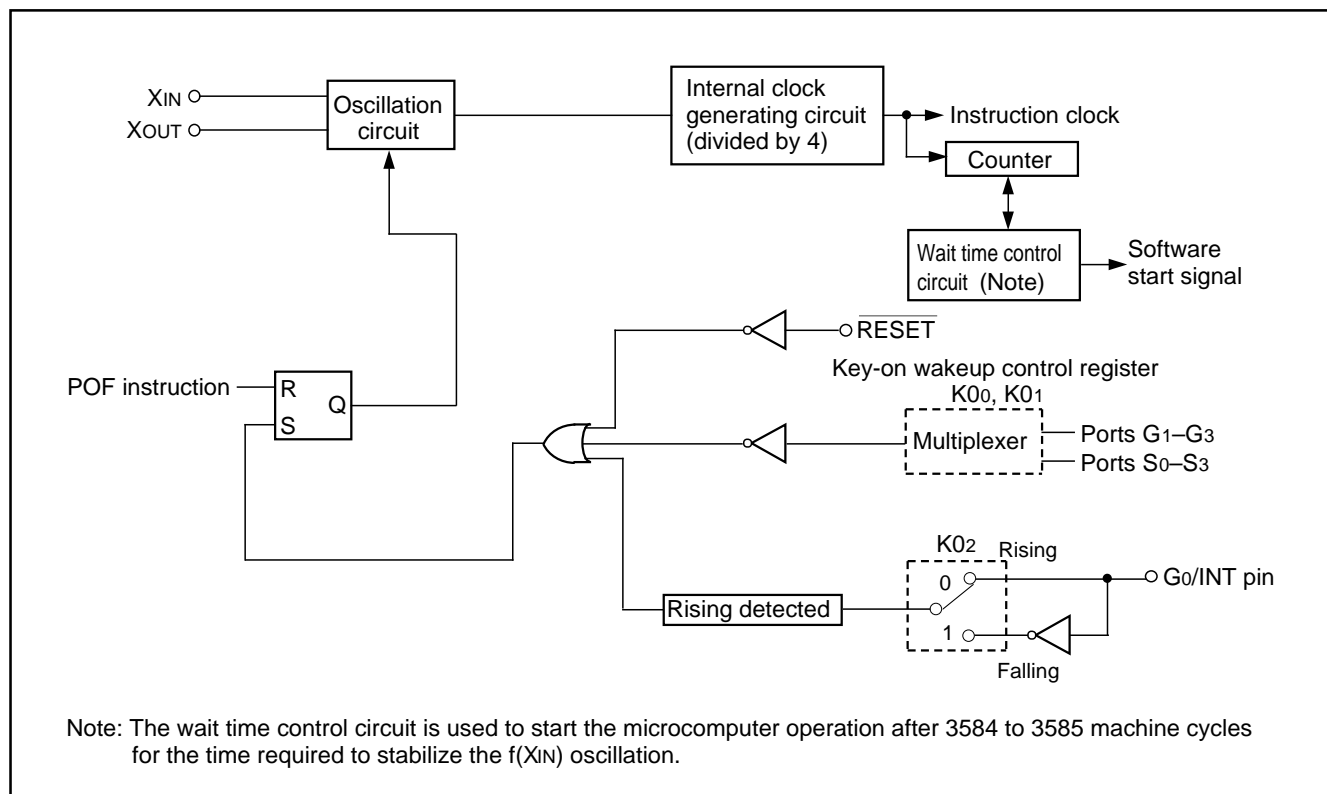 XIN
XOUT
Oscillation
circuit
Internal clock
generating circuit
(divided by 4)
Instruction clock
Counter
Wait time control
circuit (Note)
Software
start signal
RESET
Key-on wakeup control register
K00, K01
Multiplexer
Ports G1–G3
Ports S0–S3
POF instruction
R
S
Q
K02
Rising
0
G0/INT pin
Rising detected
1
Falling
Note: The wait time control circuit is used to start the microcomputer operation after 3584 to 3585 machine cycles
for the time required to stabilize the f(XIN) oscillation.